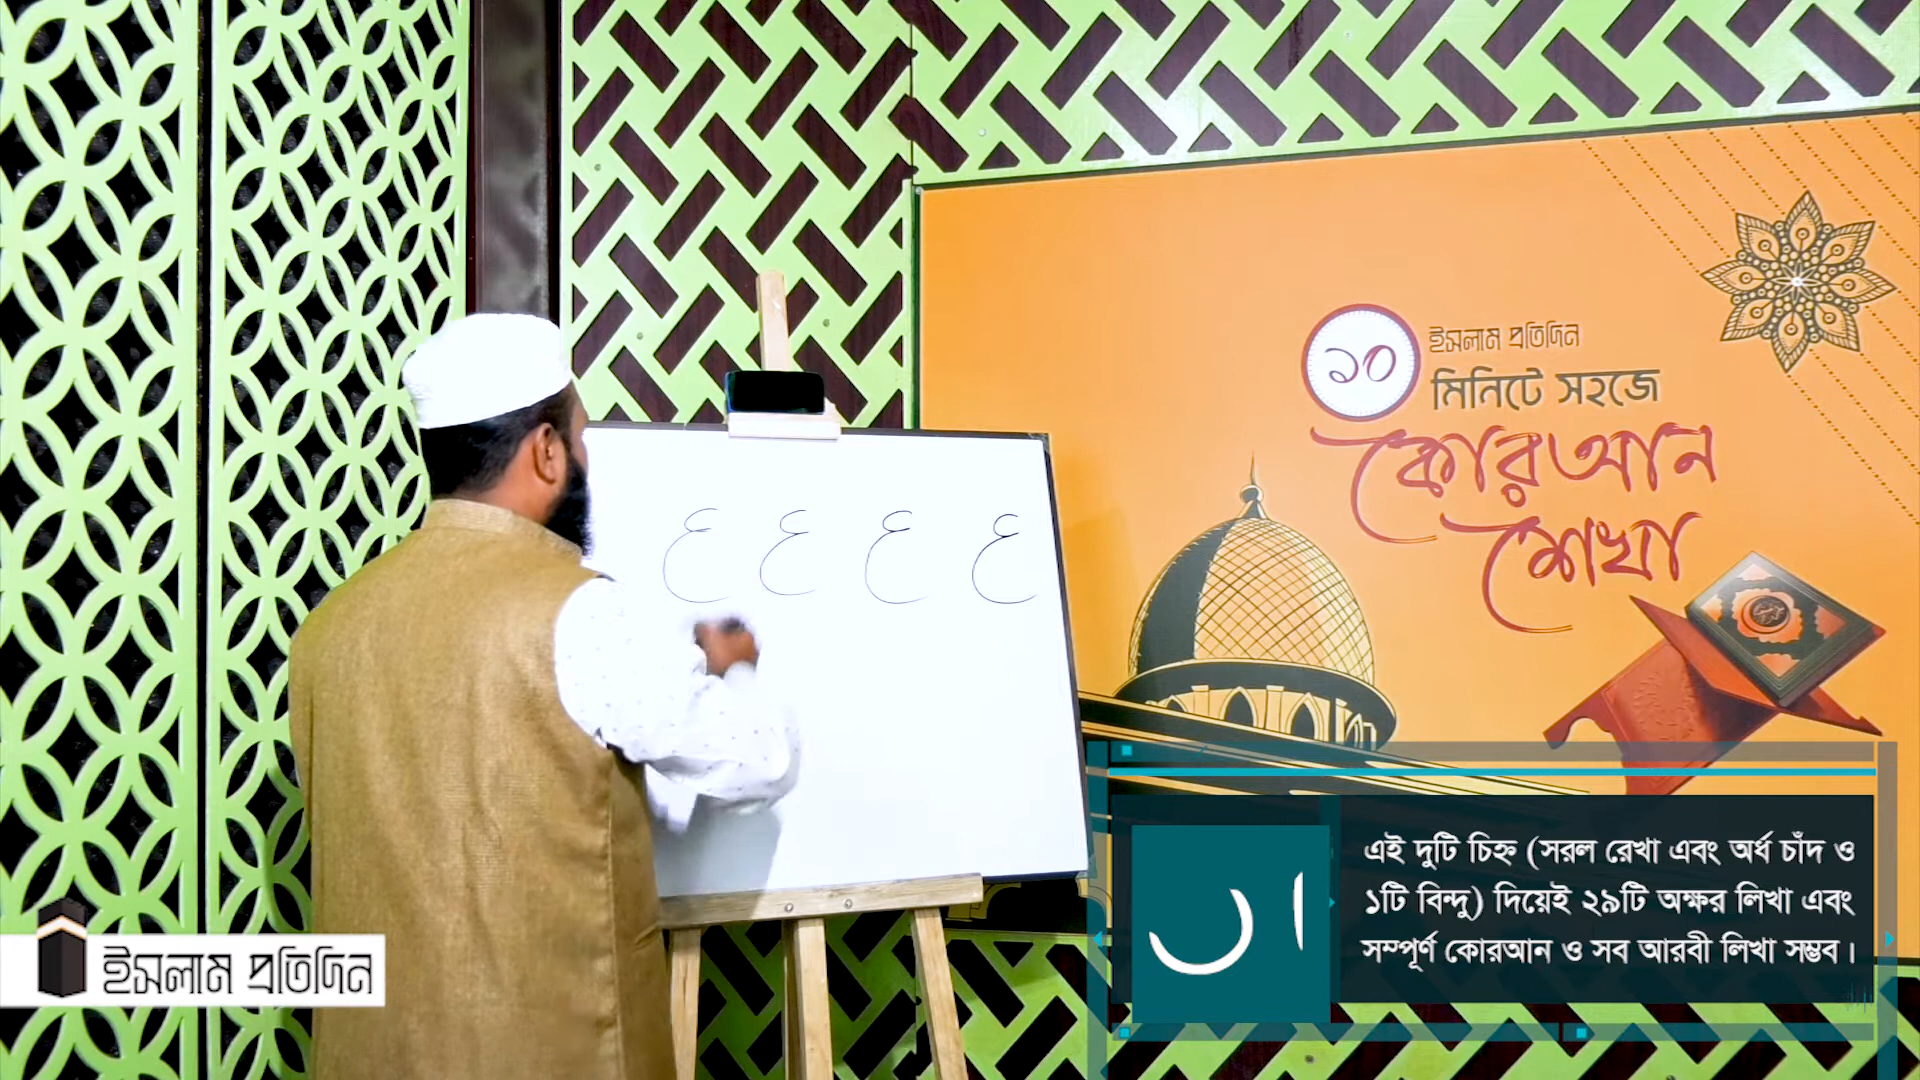 ইসলাম প্রতিদিন
১০ মিনিটে সহজে
কোরআন
শেখা
ع ع ع ع
এই দুটি চিহ্ন (সরল রেখা এবং অর্ধ চাঁদ ও
১টি বিন্দু) দিয়েই ২৯টি অক্ষর লিখা এবং
সম্পূর্ণ কোরআন ও সব আরবী লিখা সম্ভব।
ইসলাম প্রতিদিন